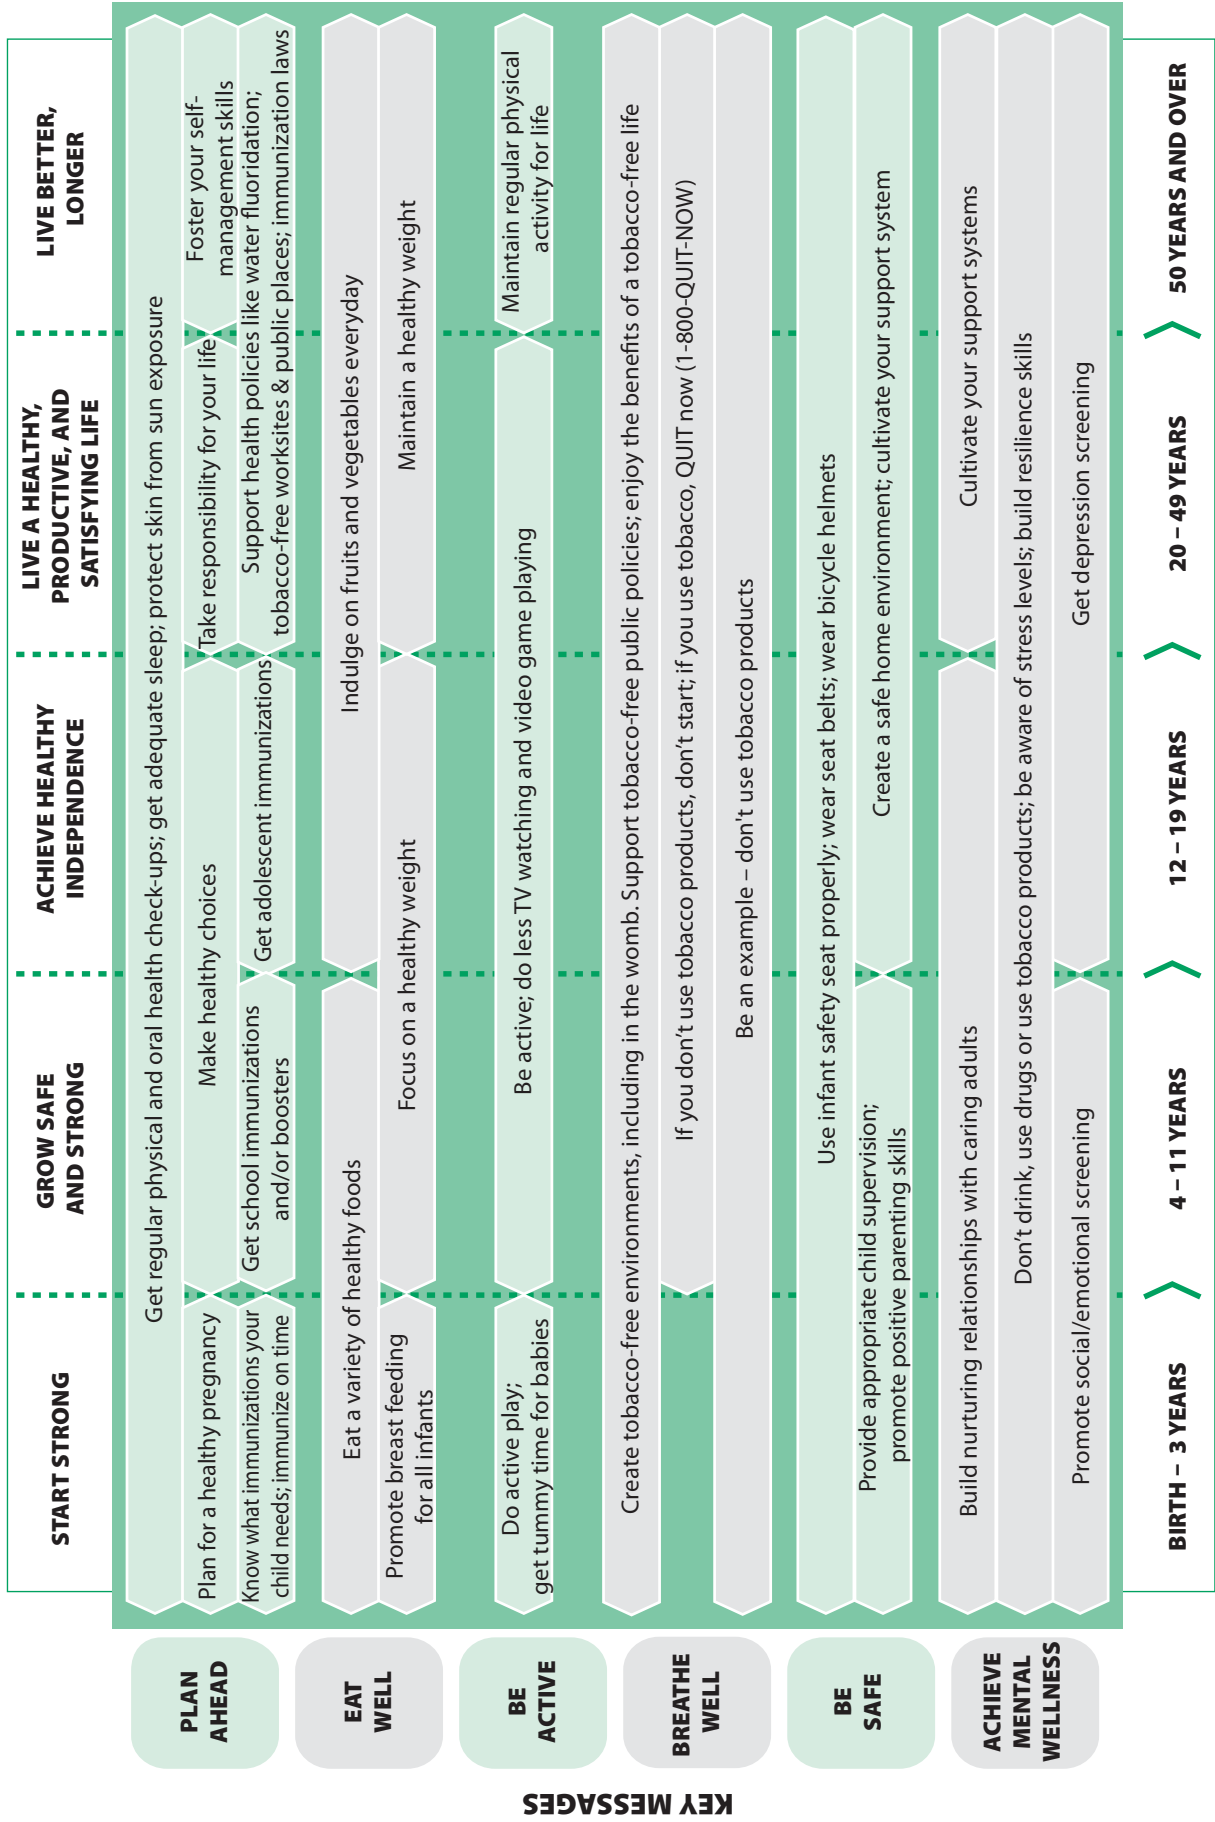 START STRONG
GROW SAFE
AND STRONG
ACHIEVE HEALTHY
INDEPENDENCE
LIVE A HEALTHY,
PRODUCTIVE, AND
SATISFYING LIFE
LIVE BETTER,
LONGER
KEY MESSAGES
PLAN
AHEAD
Get regular physical and oral health check-ups; get adequate sleep; protect skin from sun exposure
Plan for a healthy pregnancy
Make healthy choices
Take responsibility for your life
Foster your self-
management skills
Know what immunizations your
child needs; immunize on time
Get school immunizations
and/or boosters
Get adolescent immunizations
Support health policies like water fluoridation;
tobacco-free worksites & public places; immunization laws
EAT
WELL
Eat a variety of healthy foods
Indulge on fruits and vegetables everyday
Promote breast feeding
for all infants
Focus on a healthy weight
Maintain a healthy weight
BE
ACTIVE
Do active play;
get tummy time for babies
Be active; do less TV watching and video game playing
Maintain regular physical
activity for life
BREATHE
WELL
Create tobacco-free environments, including in the womb. Support tobacco-free public policies; enjoy the benefits of a tobacco-free life
If you don’t use tobacco products, don’t start; if you use tobacco, QUIT now (1-800-QUIT-NOW)
Be an example – don't use tobacco products
BE
SAFE
Use infant safety seat properly; wear seat belts; wear bicycle helmets
Provide appropriate child supervision;
promote positive parenting skills
Create a safe home environment; cultivate your support system
ACHIEVE
MENTAL
WELLNESS
Build nurturing relationships with caring adults
Cultivate your support systems
Don’t drink, use drugs or use tobacco products; be aware of stress levels; build resilience skills
Promote social/emotional screening
Get depression screening
BIRTH – 3 YEARS
4 – 11 YEARS
12 – 19 YEARS
20 – 49 YEARS
50 YEARS AND OVER